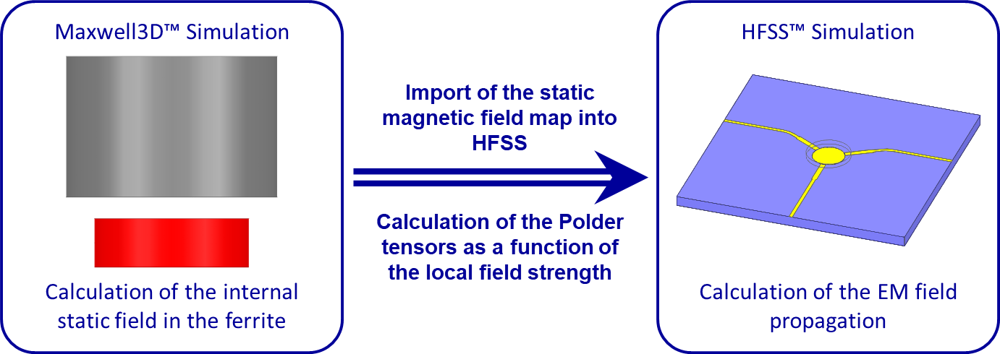 Maxwell3D™ Simulation
Calculation of the internal
static field in the ferrite
Import of the static
magnetic field map into
HFSS
Calculation of the Polder
tensors as a function of
the local field strength
HFSS™ Simulation
Calculation of the EM field
propagation